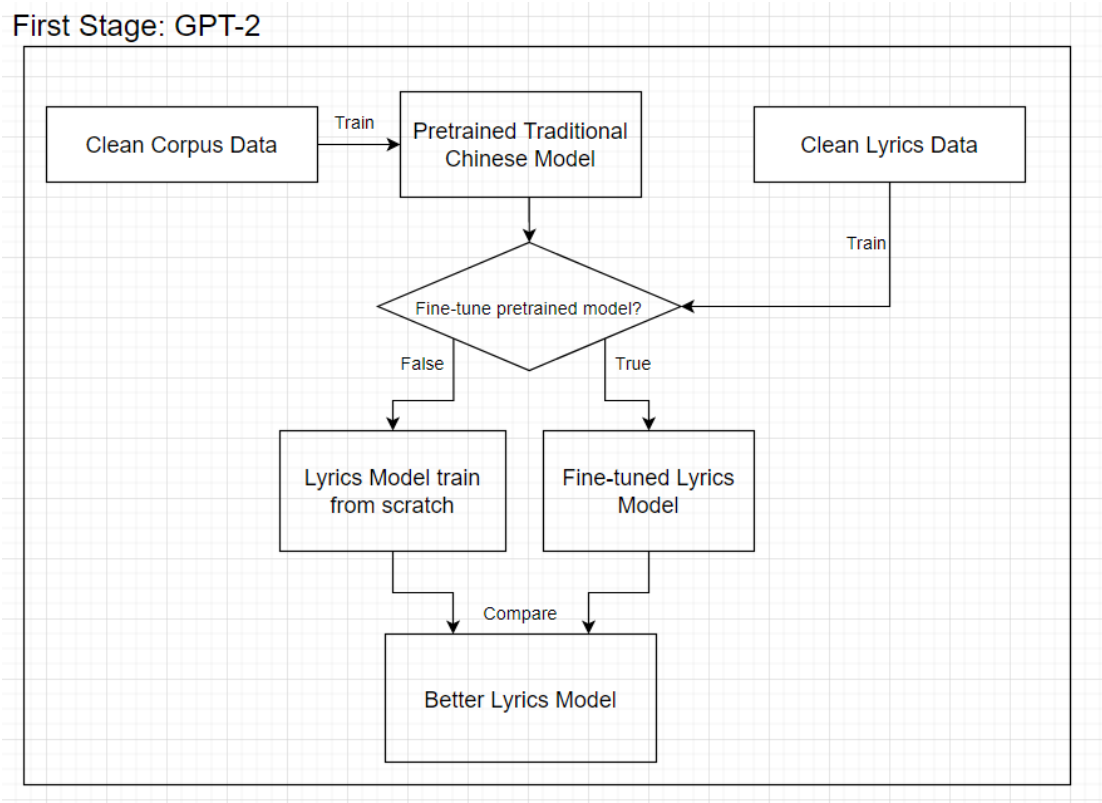 First Stage: GPT-2
Clean Corpus Data
Train
Pretrained Traditional
Chinese Model
Clean Lyrics Data
Train
Fine-tune pretrained model?
False
True
Lyrics Model train
from scratch
Fine-tuned Lyrics
Model
Compare
Better Lyrics Model